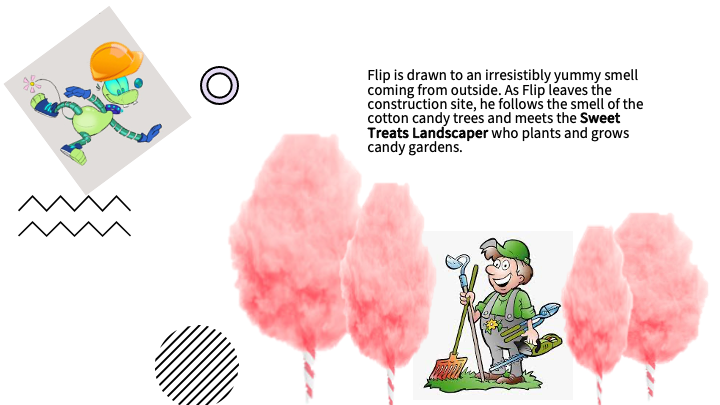 Flip is drawn to an irresistibly yummy smell
coming from outside. As Flip leaves the
construction site, he follows the smell of the
cotton candy trees and meets the Sweet
Treats Landscaper who plants and grows
candy gardens.